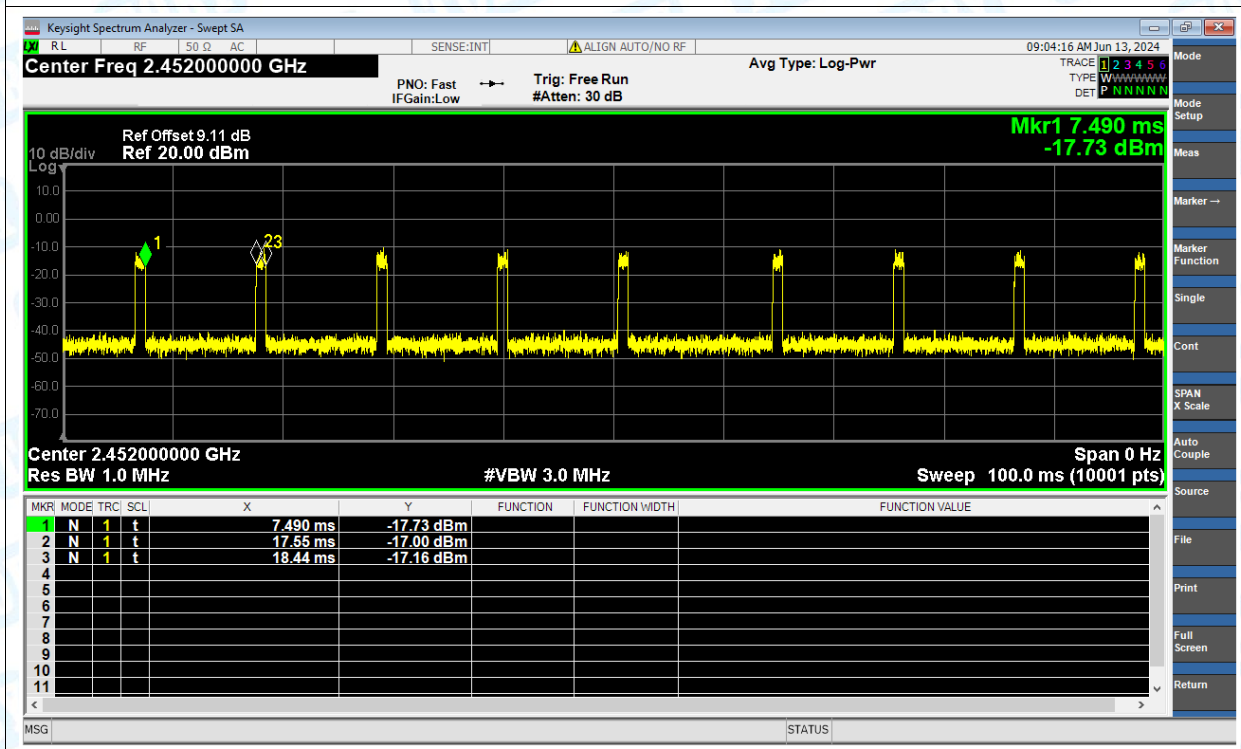 Keysight Spectrum Analyzer - Swept SA
LXI RL RF 50 Ω AC SENSE:INT ALIGN AUTO/NO RF 09:04:16 AM Jun 13, 2024
Center Freq 2.452000000 GHz
PNO: Fast
IFGain:Low
Trig: Free Run
#Atten: 30 dB
Avg Type: Log-Pwr
TRACE 1 2 3 4 5 6
TYPE WWWWWW
DET P N N N N N
Mkr1 7.490 ms
-17.73 dBm
Ref Offset 9.11 dB
10 dB/div Ref 20.00 dBm
Log
10.0
0.00
-10.0
-20.0
-30.0
-40.0
-50.0
-60.0
-70.0
1
2 3
Center 2.452000000 GHz Span 0 Hz
Res BW 1.0 MHz #VBW 3.0 MHz Sweep 100.0 ms (10001 pts)
MKR MODE TRC SCL X Y FUNCTION FUNCTION WIDTH FUNCTION VALUE
1 N 1 t 7.490 ms -17.73 dBm
2 N 1 t 17.55 ms -17.00 dBm
3 N 1 t 18.44 ms -17.16 dBm
4
5
6
7
8
9
10
11
MSG STATUS
Mode
Mode
Setup
Meas
Marker →
Marker
Function
Single
Cont
SPAN
X Scale
Auto
Couple
Source
File
Print
Full
Screen
Return